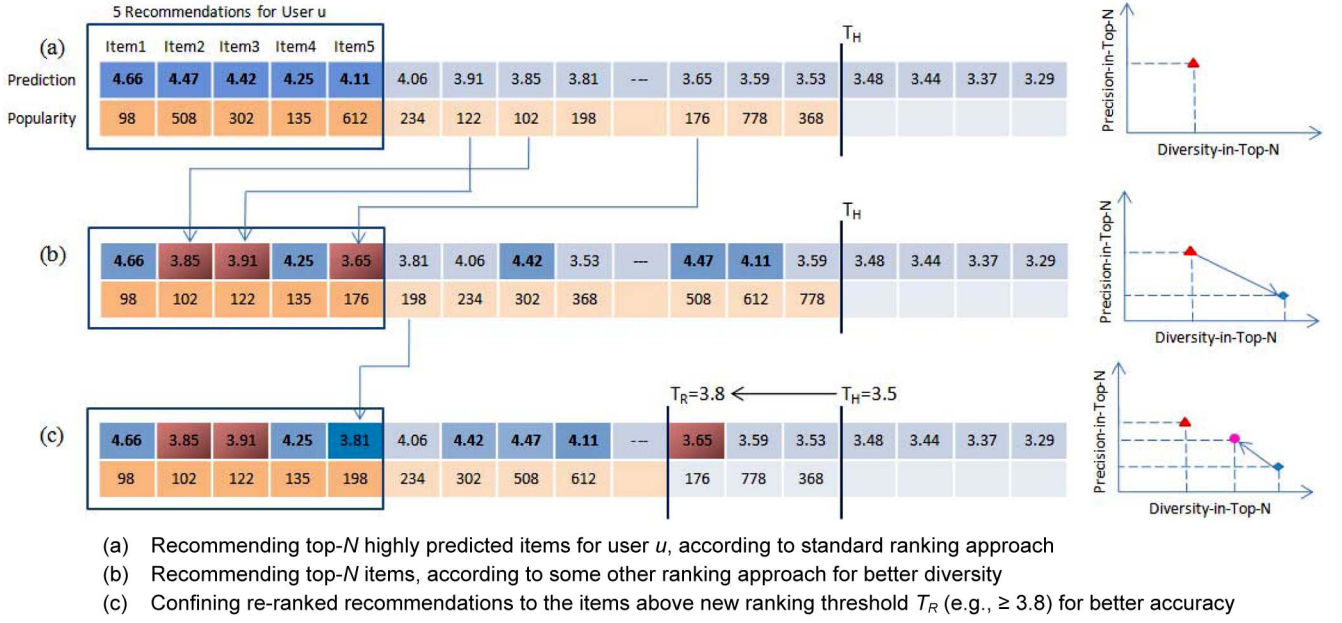 5 Recommendations for User u
(a) Item1 Item2 Item3 Item4 Item5 T_H
Prediction 4.66 4.47 4.42 4.25 4.11 4.06 3.91 3.85 3.81 --- 3.65 3.59 3.53 3.48 3.44 3.37 3.29
Popularity 98 508 302 135 612 234 122 102 198 176 778 368
Precision-in-Top-N
Diversity-in-Top-N
T_H
(b) 4.66 3.85 3.91 4.25 3.65 3.81 4.06 4.42 3.53 --- 4.47 4.11 3.59 3.48 3.44 3.37 3.29
98 102 122 135 176 198 234 302 368 508 612 778
Precision-in-Top-N
Diversity-in-Top-N
T_R=3.8 T_H=3.5
(c) 4.66 3.85 3.91 4.25 3.81 4.06 4.42 4.47 4.11 --- 3.65 3.59 3.53 3.48 3.44 3.37 3.29
98 102 122 135 198 234 302 508 612 176 778 368
Precision-in-Top-N
Diversity-in-Top-N
(a) Recommending top-N highly predicted items for user u, according to standard ranking approach
(b) Recommending top-N items, according to some other ranking approach for better diversity
(c) Confining re-ranked recommendations to the items above new ranking threshold T_R (e.g., ≥ 3.8) for better accuracy